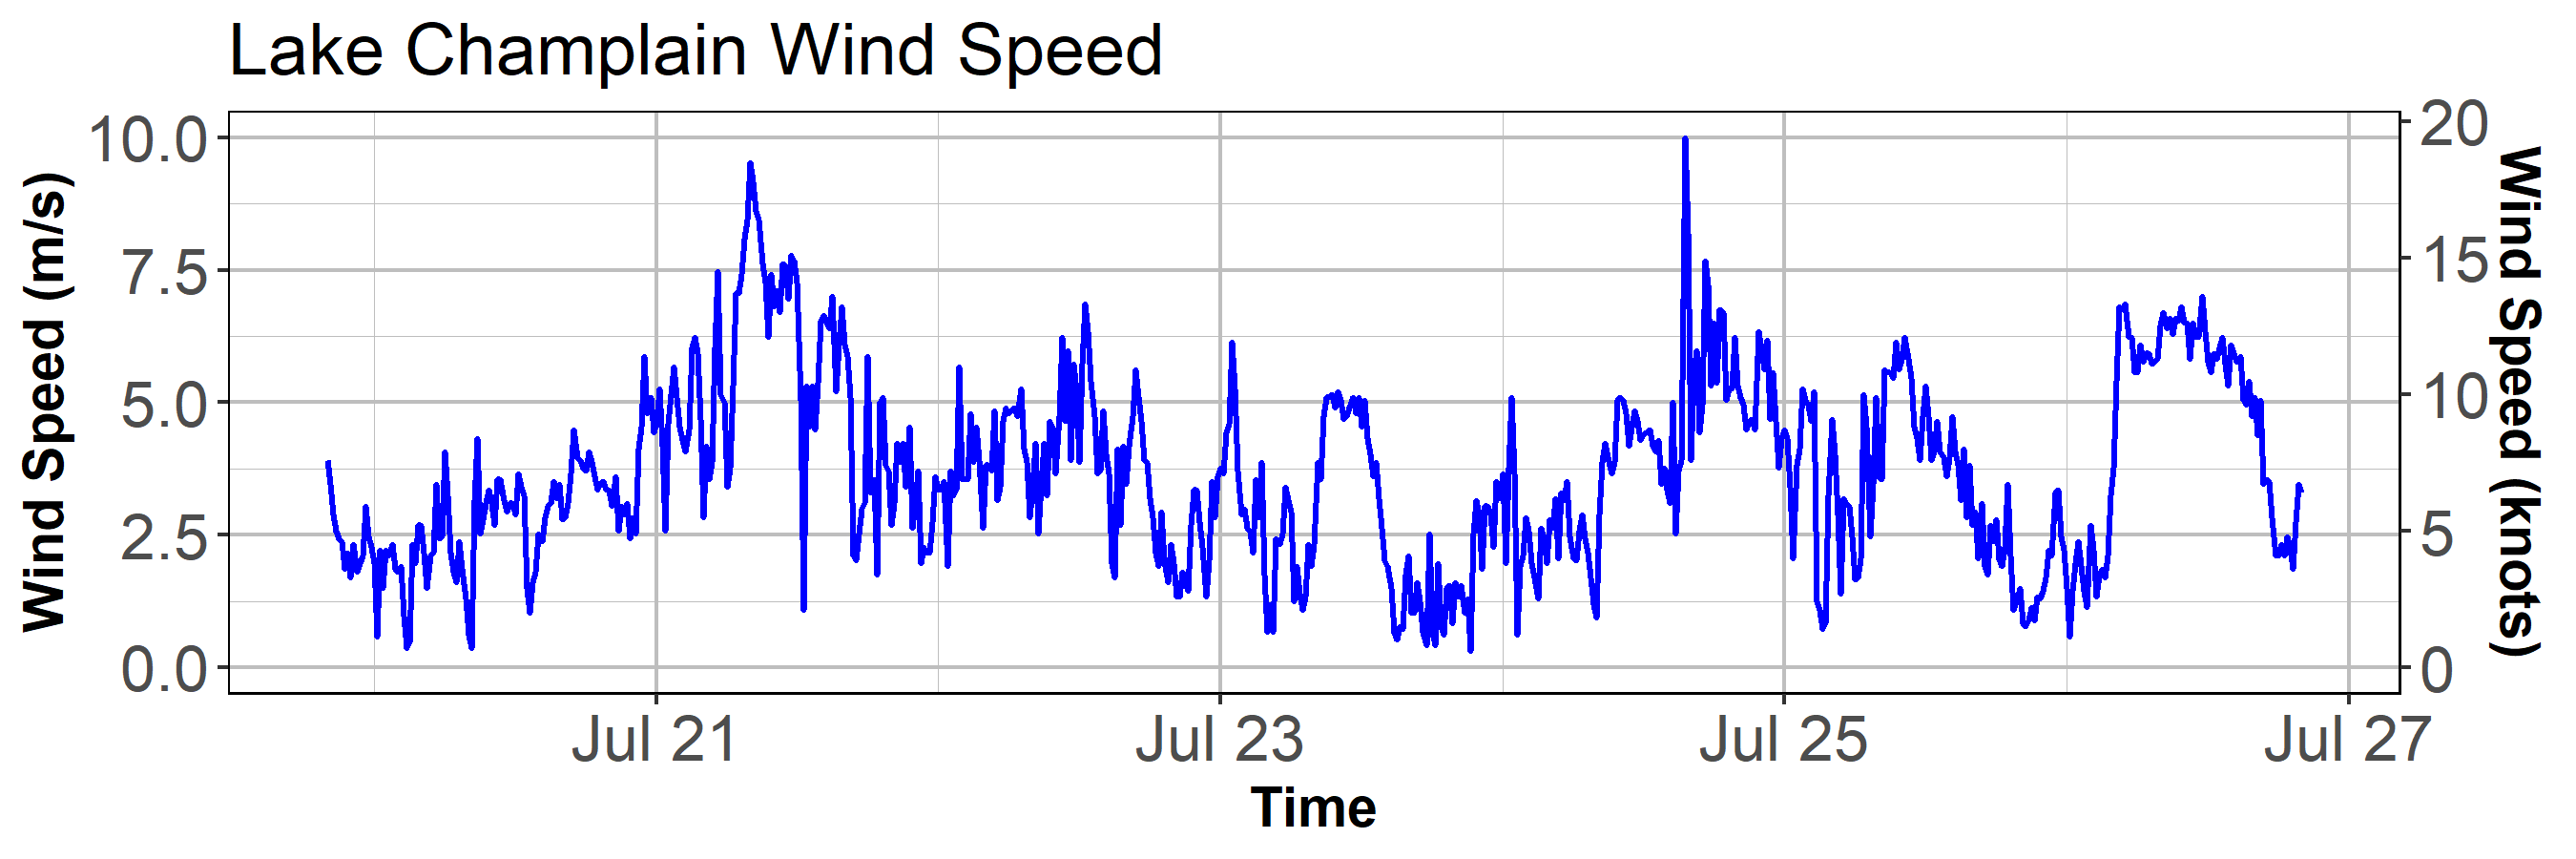 Lake Champlain Wind Speed
Wind Speed (m/s)
10.0
7.5
5.0
2.5
0.0
20
15
10
5
0
Wind Speed (knots)
Jul 21
Jul 23
Jul 25
Jul 27
Time